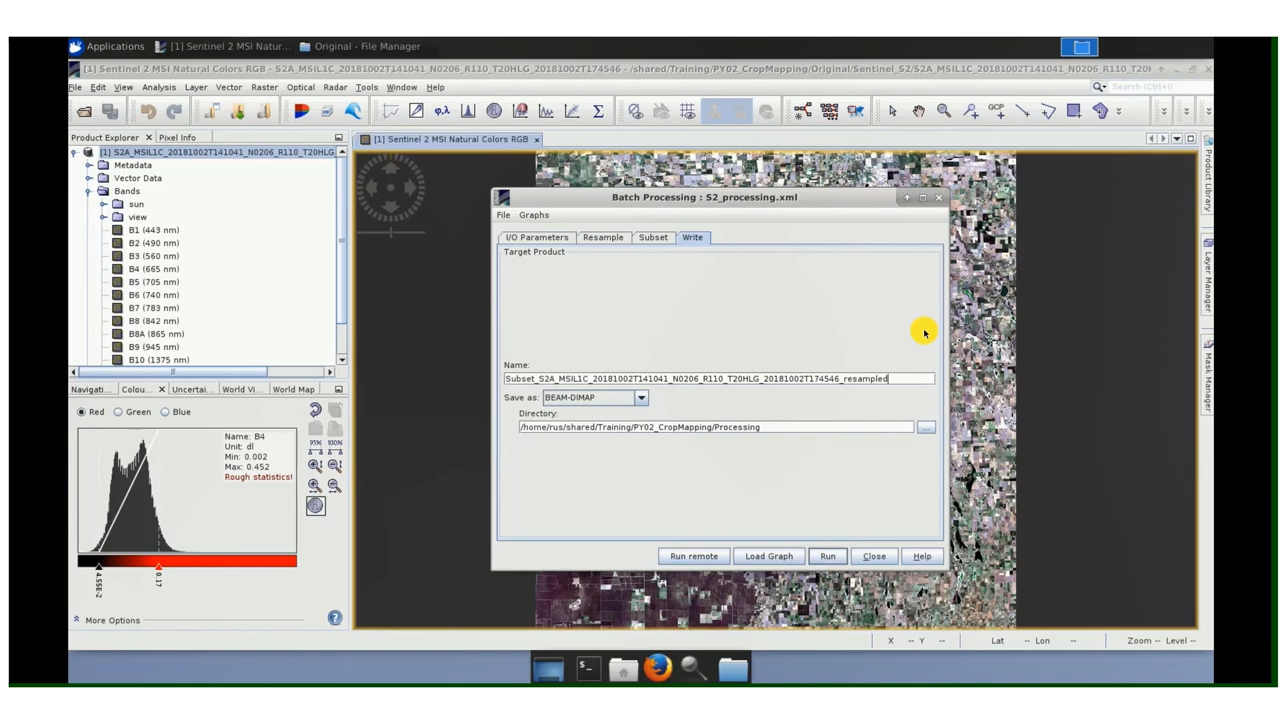 Applications [1] Sentinel 2 MSI Natur... Original - File Manager
[1] Sentinel 2 MSI Natural Colors RGB - S2A_MSIL1C_20181002T141041_N0206_R110_T20HLG_20181002T174546 - /shared/Training/PY02_CropMapping/Original/Sentinel_S2/S2A_MSIL1C_20181002T141041_N0206_R110_T20H
File Edit View Analysis Layer Vector Raster Optical Radar Tools Window Help
Search (Ctrl+I)
φ,λ Σ GCP
Product Explorer Pixel Info
[1] Sentinel 2 MSI Natural Colors RGB
[1] S2A_MSIL1C_20181002T141041_N0206_R110_T20HLG
Metadata
Vector Data
Bands
sun
view
B1 (443 nm)
B2 (490 nm)
B3 (560 nm)
B4 (665 nm)
B5 (705 nm)
B6 (740 nm)
B7 (783 nm)
B8 (842 nm)
B8A (865 nm)
B9 (945 nm)
B10 (1375 nm)
Navigati... Colou... Uncertai... World Vi... World Map
Red Green Blue
Name: B4
Unit: dl
Min: 0.002
Max: 0.452
Rough statistics!
95% 100%
4.55E-2
0.17
More Options
Batch Processing : S2_processing.xml
File Graphs
I/O Parameters Resample Subset Write
Target Product
Name:
Subset_S2A_MSIL1C_20181002T141041_N0206_R110_T20HLG_20181002T174546_resampled
Save as: BEAM-DIMAP
Directory:
/home/rus/shared/Training/PY02_CropMapping/Processing
...
Run remote Load Graph Run Close Help
Product Library
Layer Manager
Mask Manager
X -- Y -- Lat -- Lon -- Zoom -- Level --